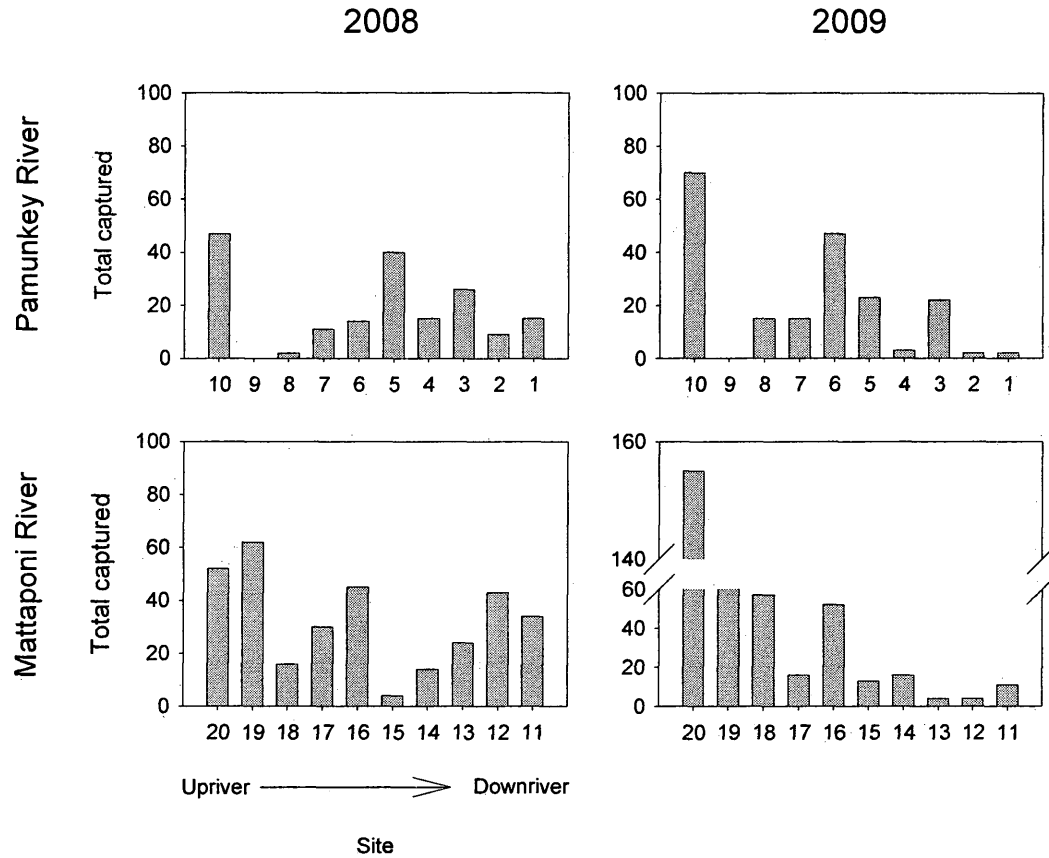 2008 2009
Pamunkey River
Total captured
100
80
60
40
20
0
10 9 8 7 6 5 4 3 2 1
100
80
60
40
20
0
10 9 8 7 6 5 4 3 2 1
Mattaponi River
Total captured
100
80
60
40
20
0
20 19 18 17 16 15 14 13 12 11
160
140
60
40
20
0
20 19 18 17 16 15 14 13 12 11
Upriver Downriver
Site